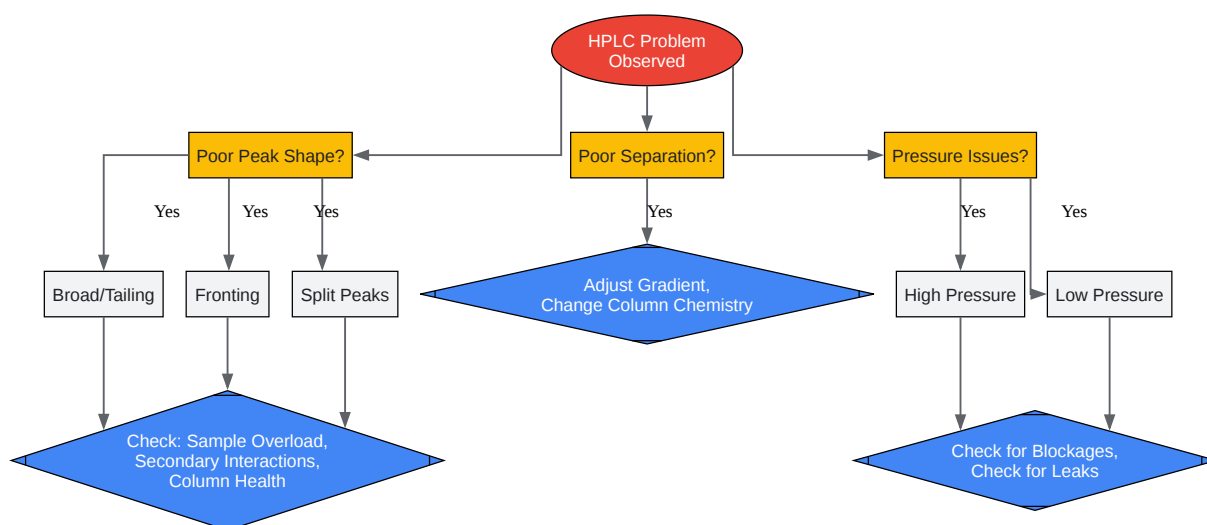 HPLC Problem
Observed
Poor Peak Shape?
Poor Separation?
Pressure Issues?
Yes
Yes
Yes
Yes
Yes
Yes
Broad/Tailing
Fronting
Split Peaks
Adjust Gradient,
Change Column Chemistry
High Pressure
Low Pressure
Check: Sample Overload,
Secondary Interactions,
Column Health
Check for Blockages,
Check for Leaks